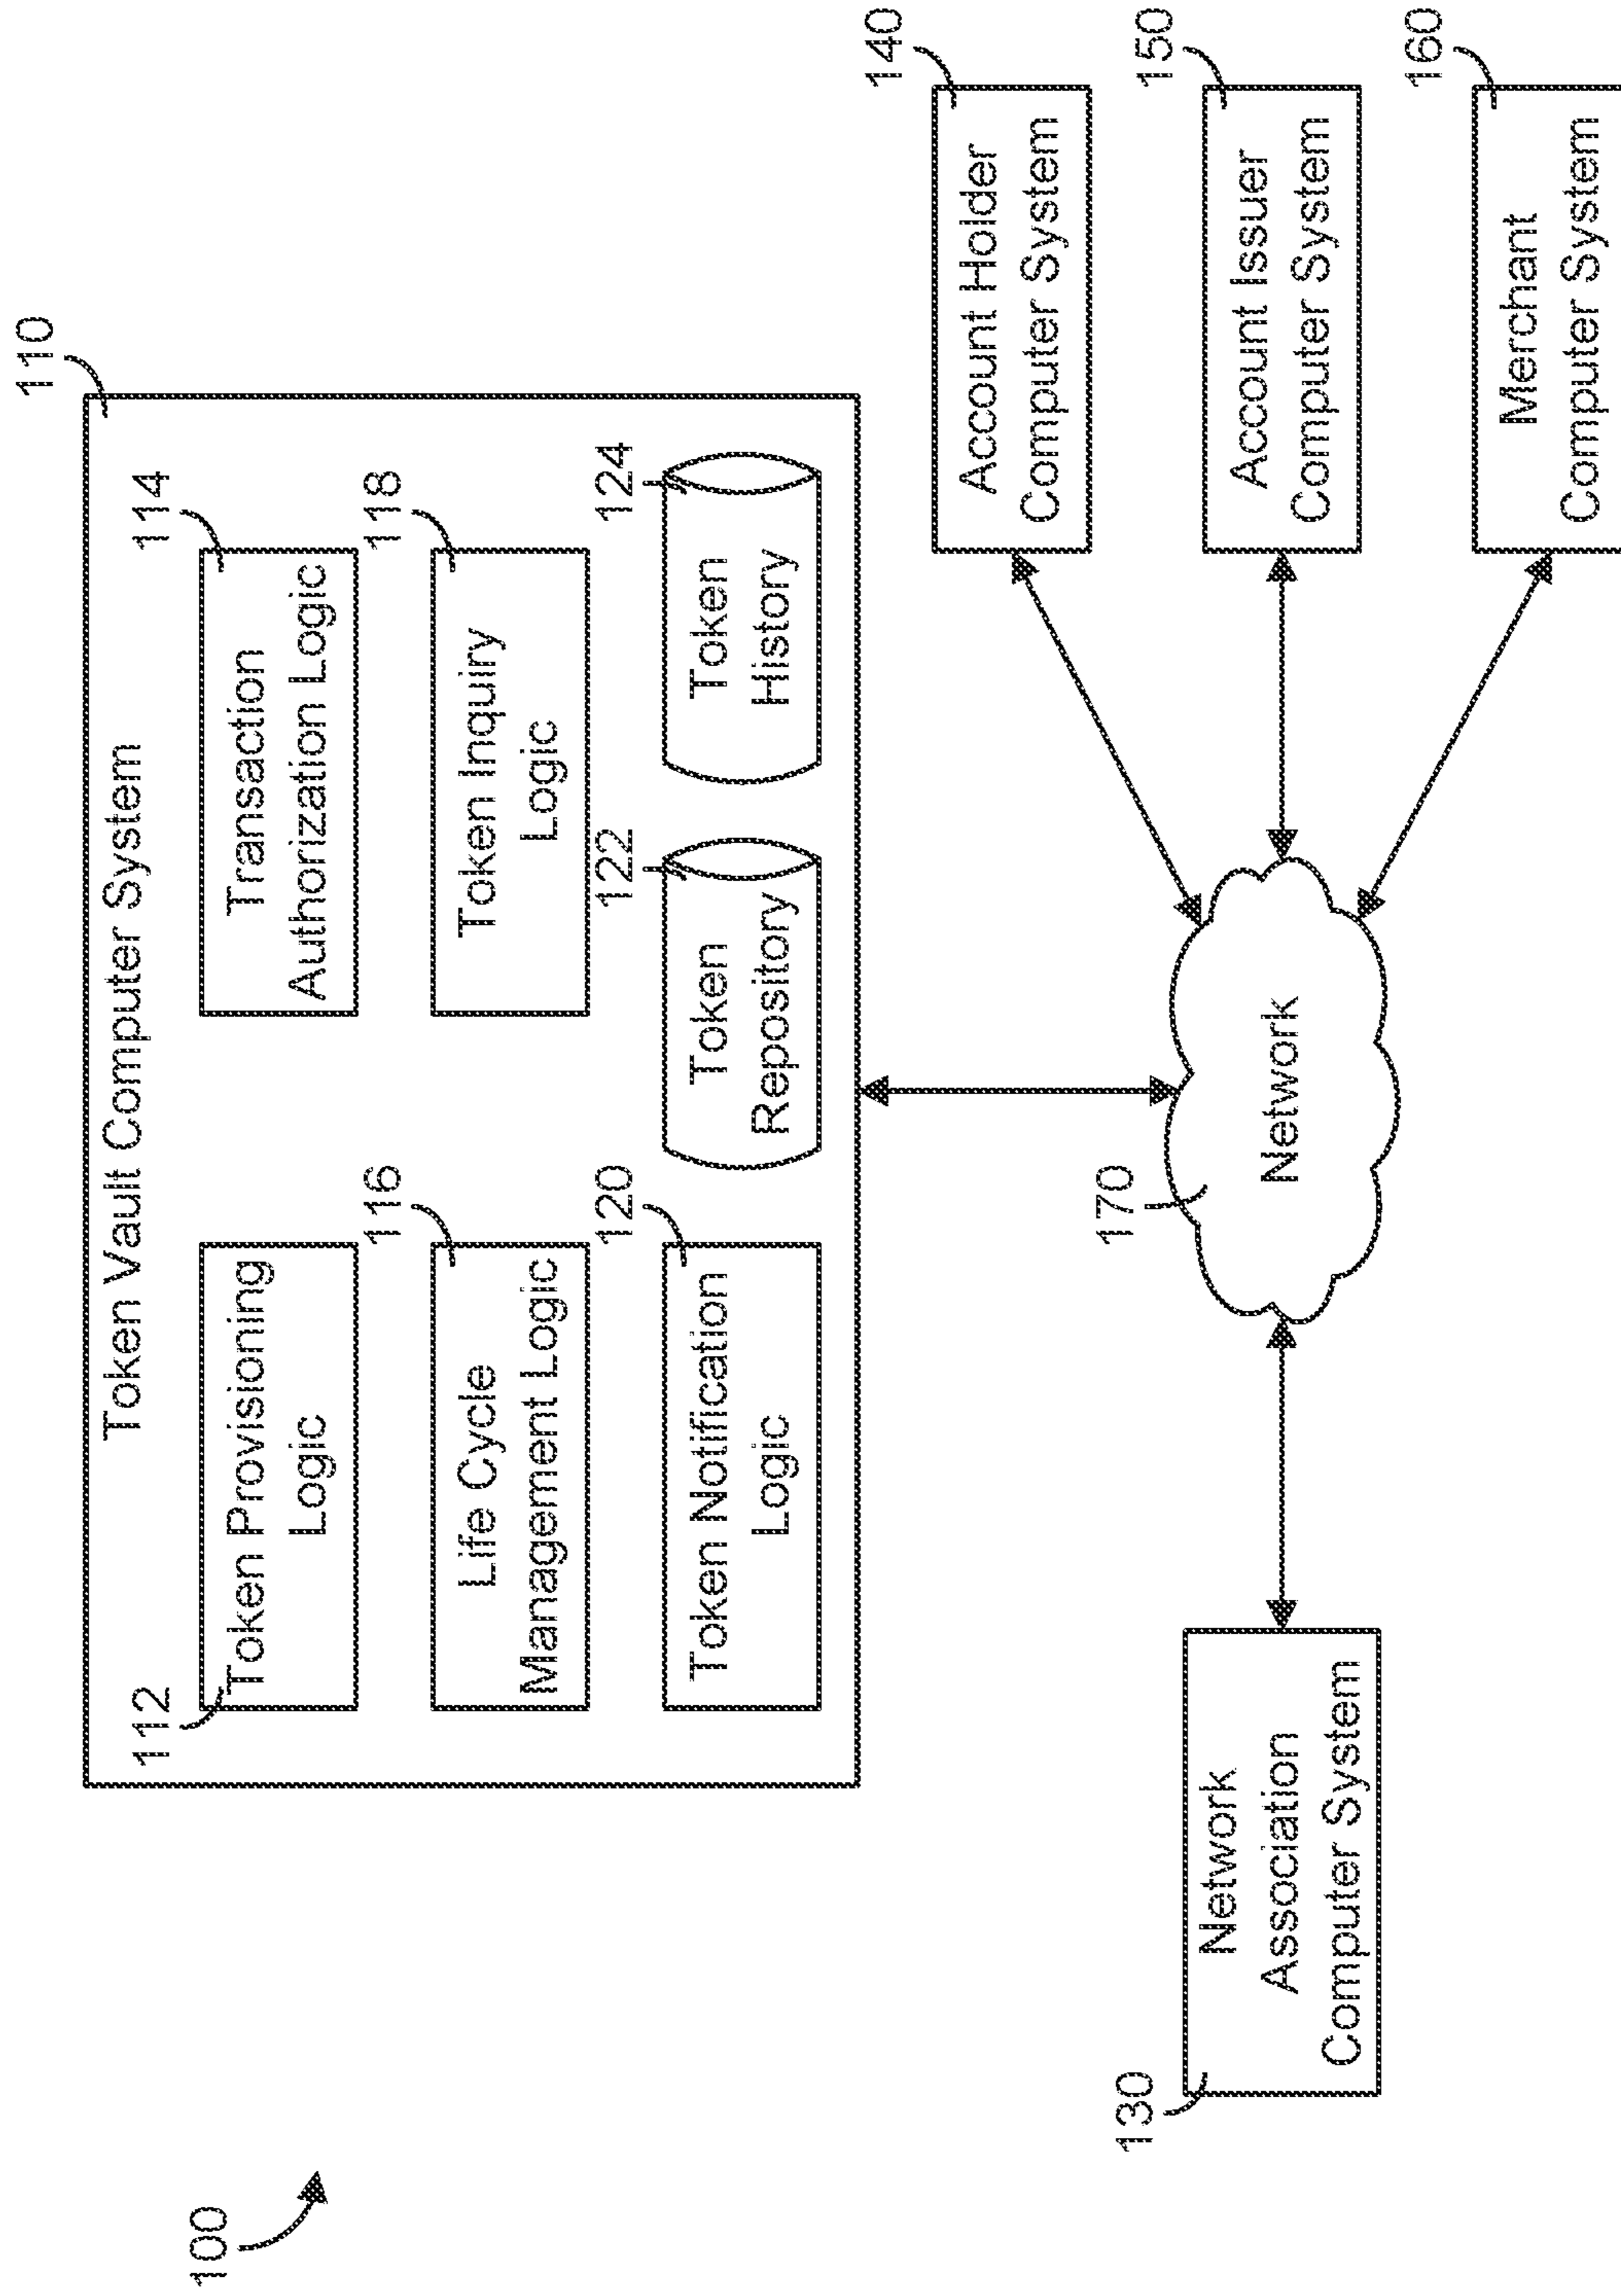 100
110
Token Vault Computer System
112
Token Provisioning
Logic
114
Transaction
Authorization Logic
116
Life Cycle
Management Logic
118
Token Inquiry
Logic
120
Token Notification
Logic
122
Token
Repository
124
Token
History
130
Network
Association
Computer System
170
Network
140
Account Holder
Computer System
150
Account Issuer
Computer System
160
Merchant
Computer System